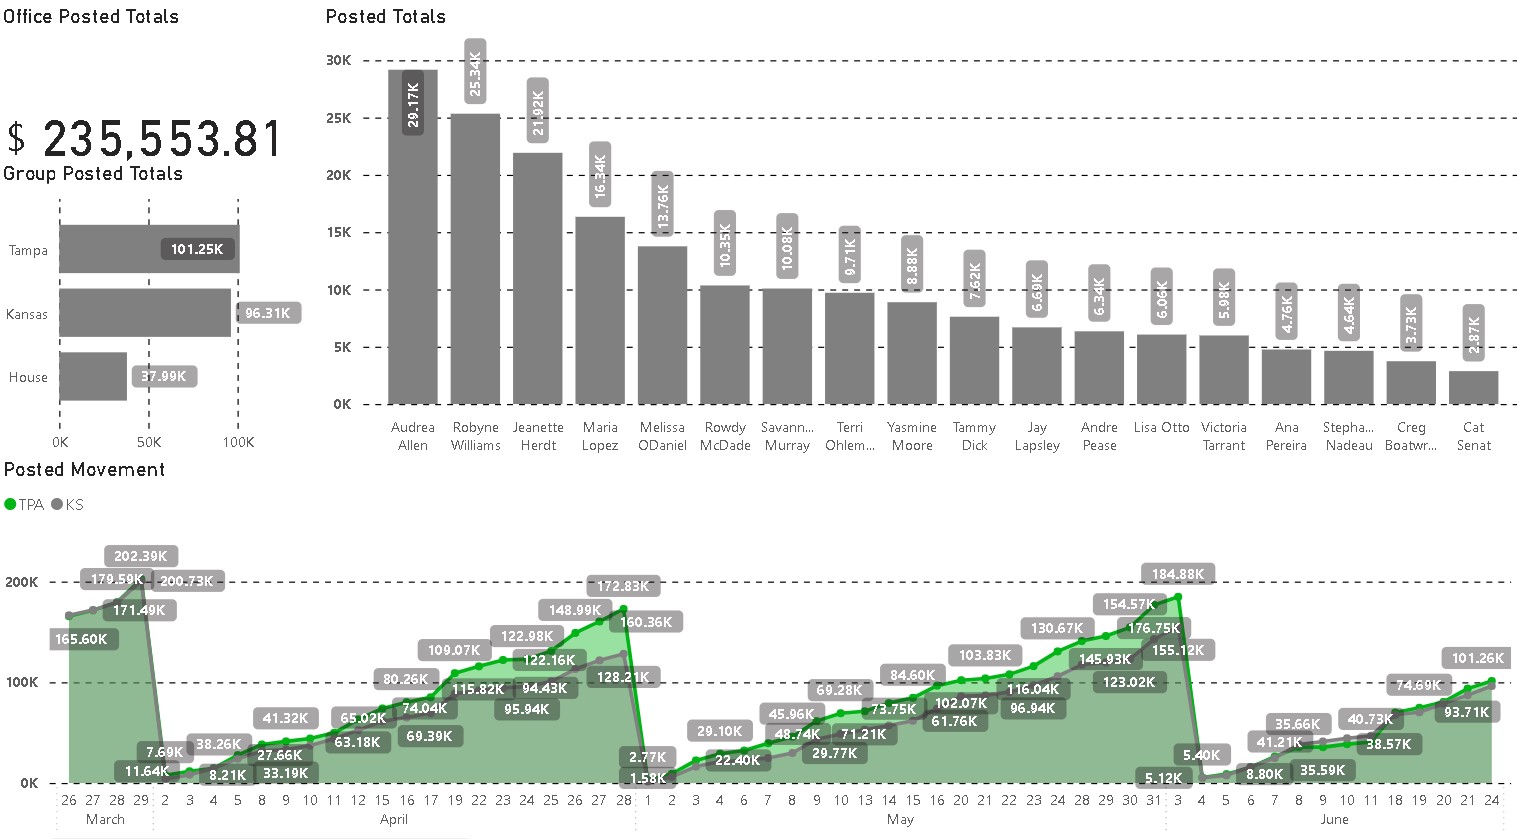 Office Posted Totals
$ 235,553.81
Group Posted Totals
Tampa
101.25K
Kansas
96.31K
House
37.99K
0K 50K 100K
Posted Totals
30K
25K
20K
15K
10K
5K
0K
29.17K
25.34K
21.92K
16.34K
13.76K
10.35K
10.08K
9.71K
8.88K
7.62K
6.69K
6.34K
6.06K
5.98K
4.76K
4.64K
3.73K
2.87K
Audrea Allen
Robyne Williams
Jeanette Herdt
Maria Lopez
Melissa ODaniel
Rowdy McDade
Savann... Murray
Terri Ohlem...
Yasmine Moore
Tammy Dick
Jay Lapsley
Andre Pease
Lisa Otto
Victoria Tarrant
Ana Pereira
Stepha... Nadeau
Creg Boatwr...
Cat Senat
Posted Movement
TPA KS
200K
100K
0K
202.39K
179.59K
200.73K
171.49K
165.60K
7.69K
11.64K
38.26K
8.21K
41.32K
27.66K
33.19K
65.02K
63.18K
80.26K
74.04K
69.39K
109.07K
115.82K
122.98K
122.16K
94.43K
95.94K
148.99K
172.83K
160.36K
128.21K
2.77K
1.58K
29.10K
22.40K
45.96K
48.74K
69.28K
29.77K
73.75K
71.21K
84.60K
61.76K
103.83K
102.07K
116.04K
96.94K
130.67K
145.93K
154.57K
123.02K
184.88K
176.75K
155.12K
5.40K
5.12K
35.66K
41.21K
8.80K
35.59K
40.73K
38.57K
74.69K
101.26K
93.71K
26 27 28 29 2 3 4 5 8 9 10 11 12 15 16 17 19 22 23 24 25 26 27 28 1 2 3 6 7 8 9 10 13 14 15 16 20 21 22 23 24 28 29 30 31 3 4 5 6 7 8 9 10 11 18 19 20 21 24
March April May June